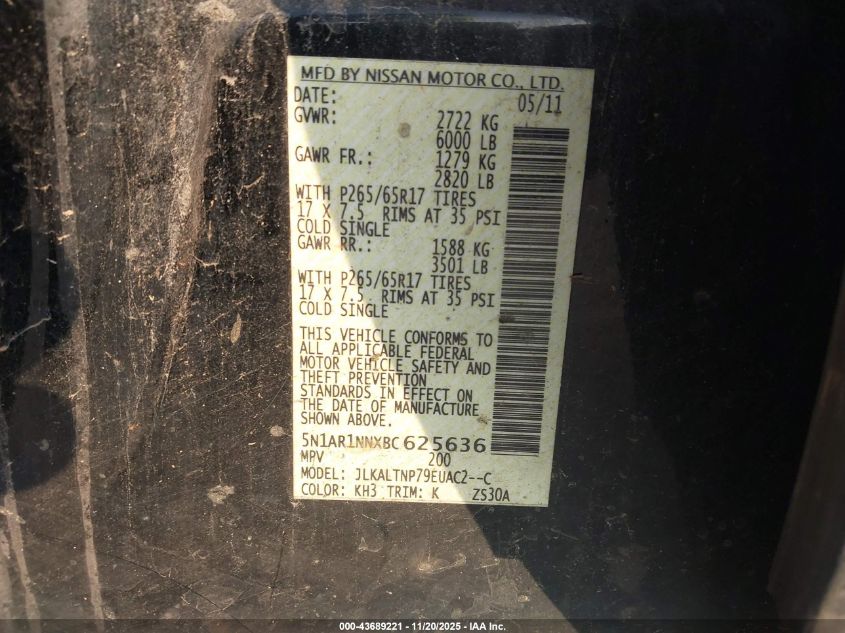 MFD BY NISSAN MOTOR CO., LTD.
DATE: 05/11
GVWR: 2722 KG
6000 LB
GAWR FR.: 1279 KG
2820 LB
WITH P265/65R17 TIRES
17 X 7.5 RIMS AT 35 PSI
COLD SINGLE
GAWR RR.: 1588 KG
3501 LB
WITH P265/65R17 TIRES
17 X 7.5 RIMS AT 35 PSI
COLD SINGLE
THIS VEHICLE CONFORMS TO
ALL APPLICABLE FEDERAL
MOTOR VEHICLE SAFETY AND
THEFT PREVENTION
STANDARDS IN EFFECT ON
THE DATE OF MANUFACTURE
SHOWN ABOVE.
5N1AR1NNXBC625636
MPV 200
MODEL: JLKALTNP79EUAC2--C
COLOR: KH3 TRIM: K ZS30A
000-43689221 - 11/20/2025 - IAA Inc.